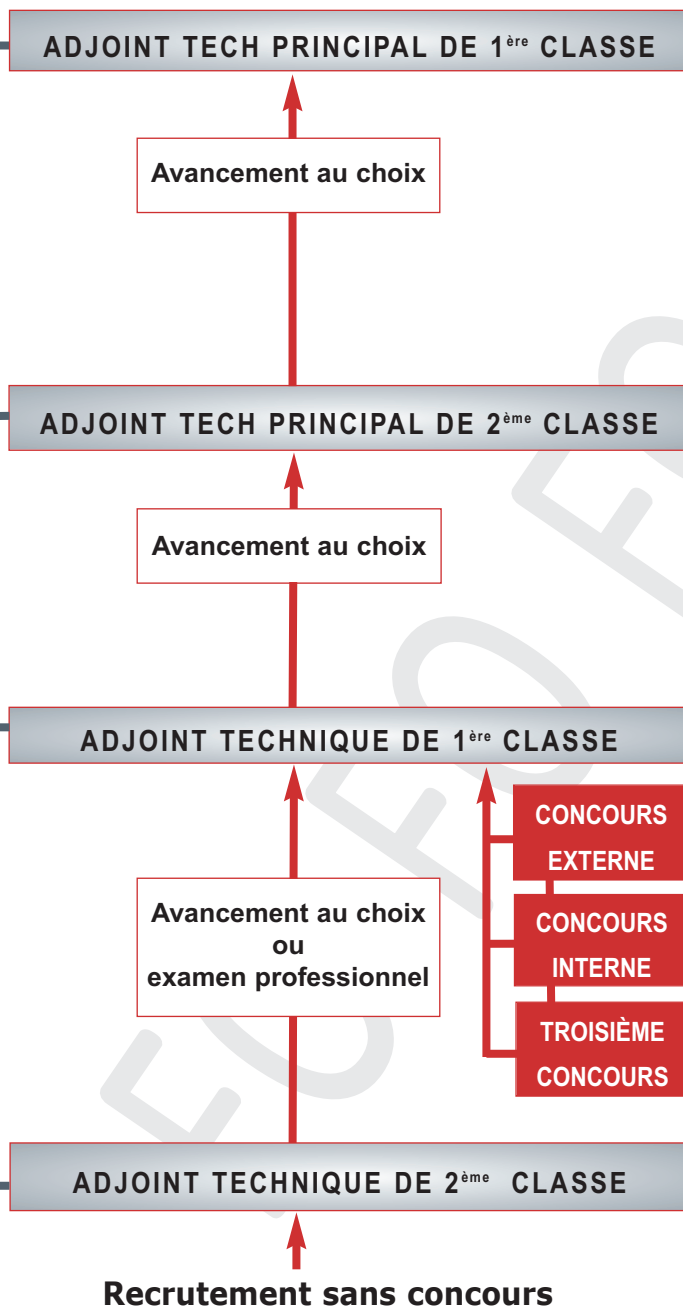 ADJOINT TECH PRINCIPAL DE 1ère CLASSE
Avancement au choix
ADJOINT TECH PRINCIPAL DE 2ème CLASSE
Avancement au choix
ADJOINT TECHNIQUE DE 1ère CLASSE
CONCOURS
EXTERNE
Avancement au choix
ou
examen professionnel
CONCOURS
INTERNE
TROISIÈME
CONCOURS
ADJOINT TECHNIQUE DE 2ème CLASSE
Recrutement sans concours